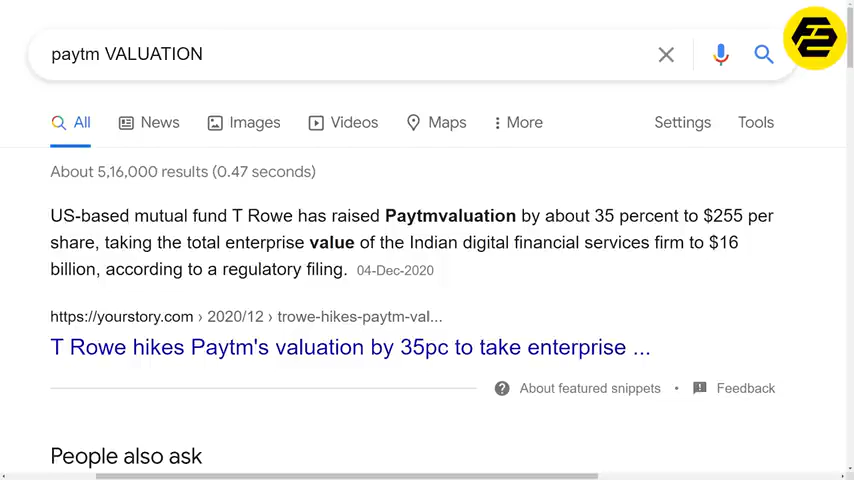 paytm VALUATION
All News Images Videos Maps More Settings Tools
About 5,16,000 results (0.47 seconds)
US-based mutual fund T Rowe has raised Paytmvaluation by about 35 percent to $255 per
share, taking the total enterprise value of the Indian digital financial services firm to $16
billion, according to a regulatory filing. 04-Dec-2020
https://yourstory.com › 2020/12 › trowe-hikes-paytm-val...
T Rowe hikes Paytm's valuation by 35pc to take enterprise ...
About featured snippets • Feedback
People also ask